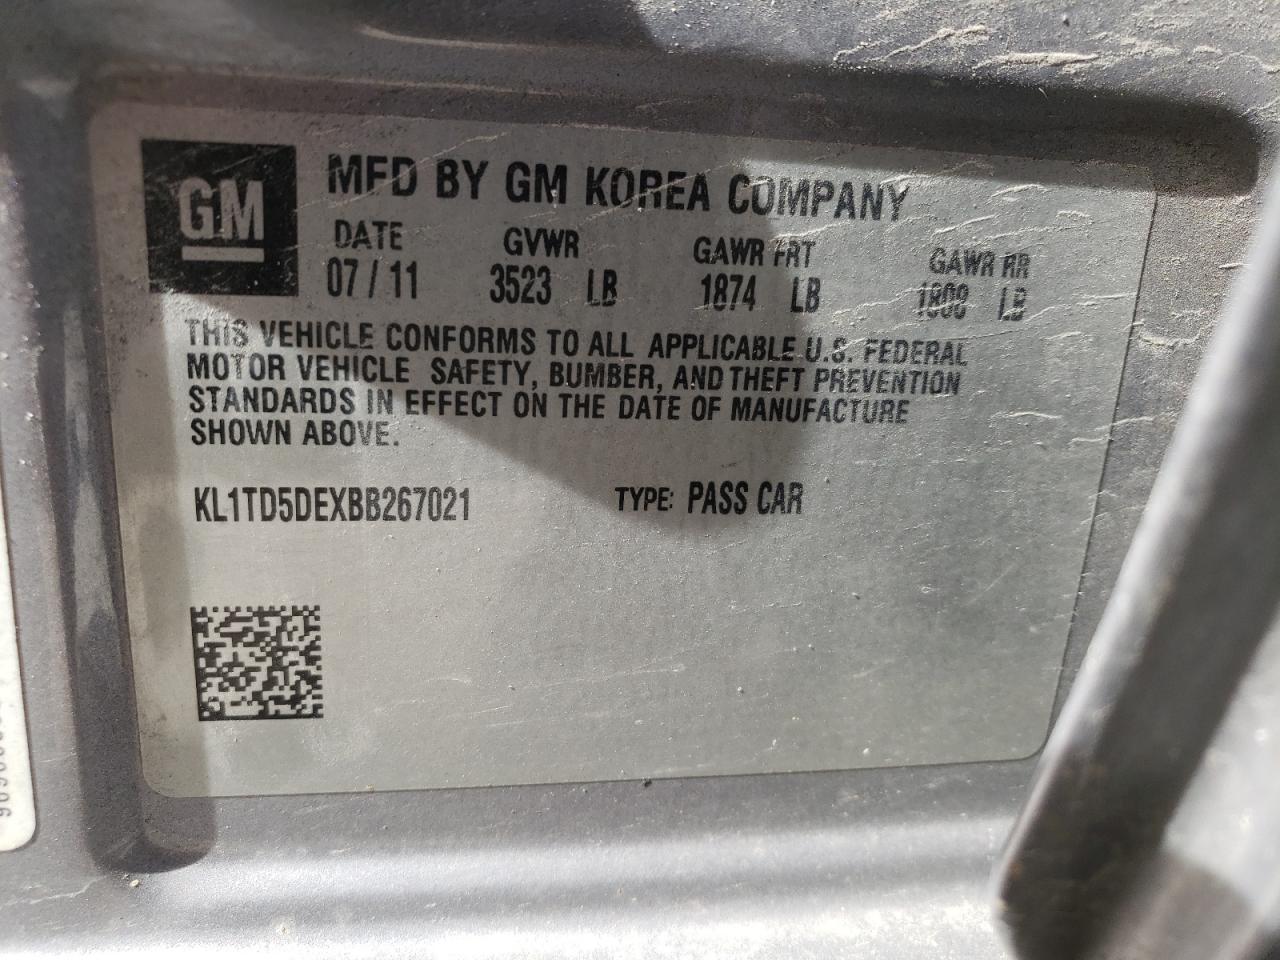 GM
MFD BY GM KOREA COMPANY
DATE GVWR GAWR FRT GAWR RR
07/11 3523 LB 1874 LB 1808 LB
THIS VEHICLE CONFORMS TO ALL APPLICABLE U.S. FEDERAL
MOTOR VEHICLE SAFETY, BUMBER, AND THEFT PREVENTION
STANDARDS IN EFFECT ON THE DATE OF MANUFACTURE
SHOWN ABOVE.
KL1TD5DEXBB267021 TYPE: PASS CAR